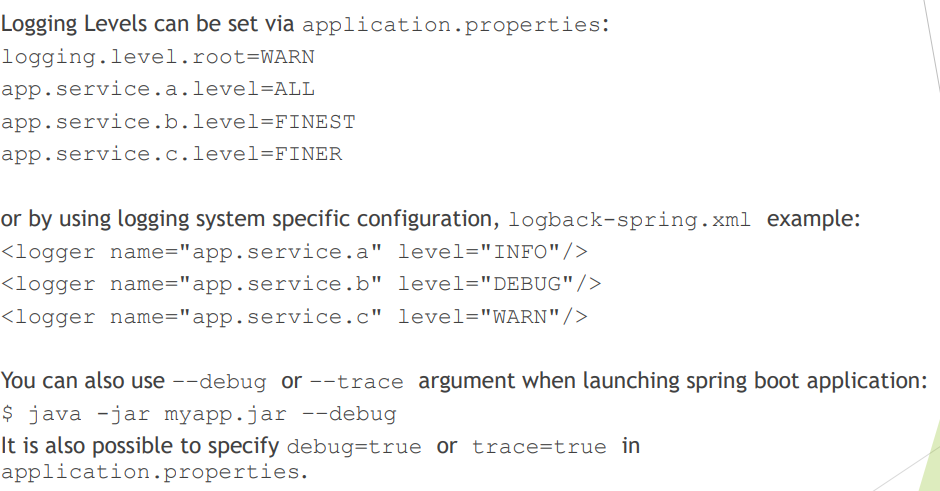 Logging Levels can be set via application.properties:
logging.level.root=WARN
app.service.a.level=ALL
app.service.b.level=FINEST
app.service.c.level=FINER
or by using logging system specific configuration, logback-spring.xml example:
<logger name="app.service.a" level="INFO"/>
<logger name="app.service.b" level="DEBUG"/>
<logger name="app.service.c" level="WARN"/>
You can also use --debug or --trace argument when launching spring boot application:
$ java -jar myapp.jar --debug
It is also possible to specify debug=true or trace=true in
application.properties.